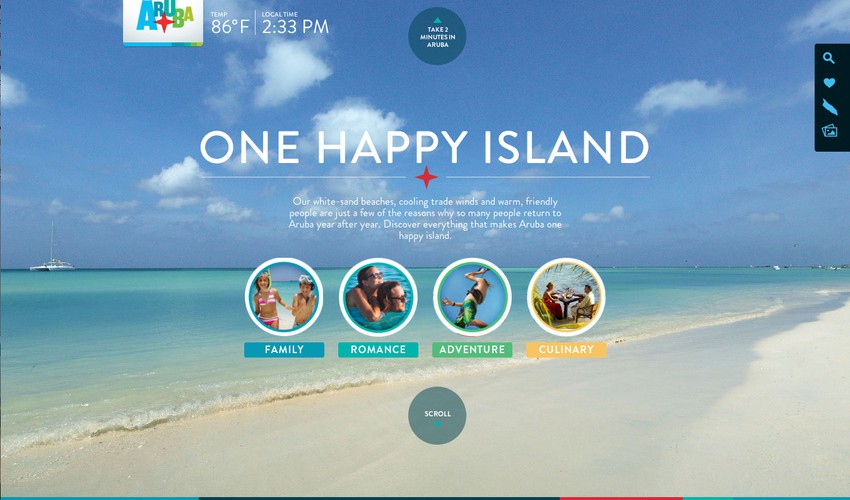 ARUBA
TEMP
86°F
LOCAL TIME
2:33 PM
TAKE 2
MINUTES IN
ARUBA
ONE HAPPY ISLAND
Our white-sand beaches, cooling trade winds and warm, friendly
people are just a few of the reasons why so many people return to
Aruba year after year. Discover everything that makes Aruba one
happy island.
FAMILY
ROMANCE
ADVENTURE
CULINARY
SCROLL